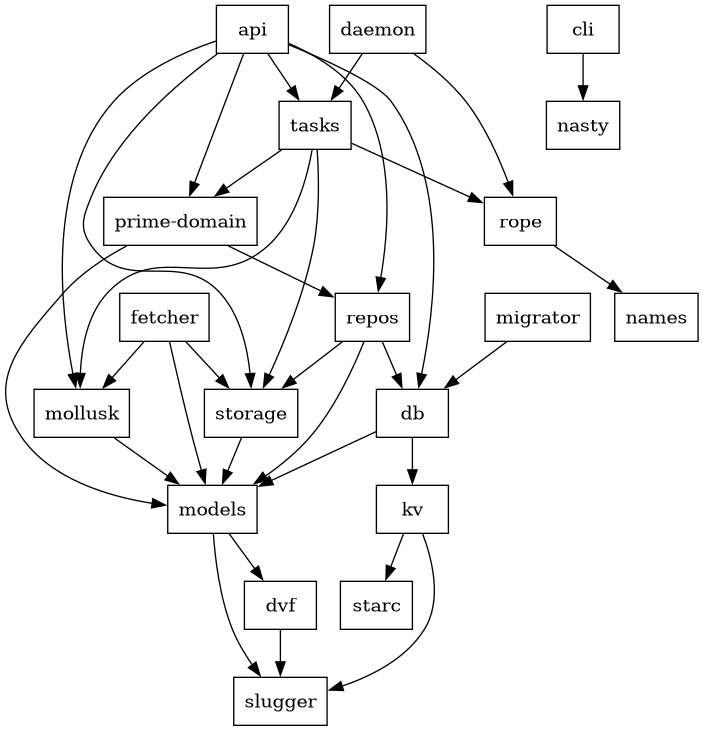 api
daemon
cli
tasks
nasty
prime-domain
rope
fetcher
repos
migrator
names
mollusk
storage
db
models
kv
dvf
starc
slugger